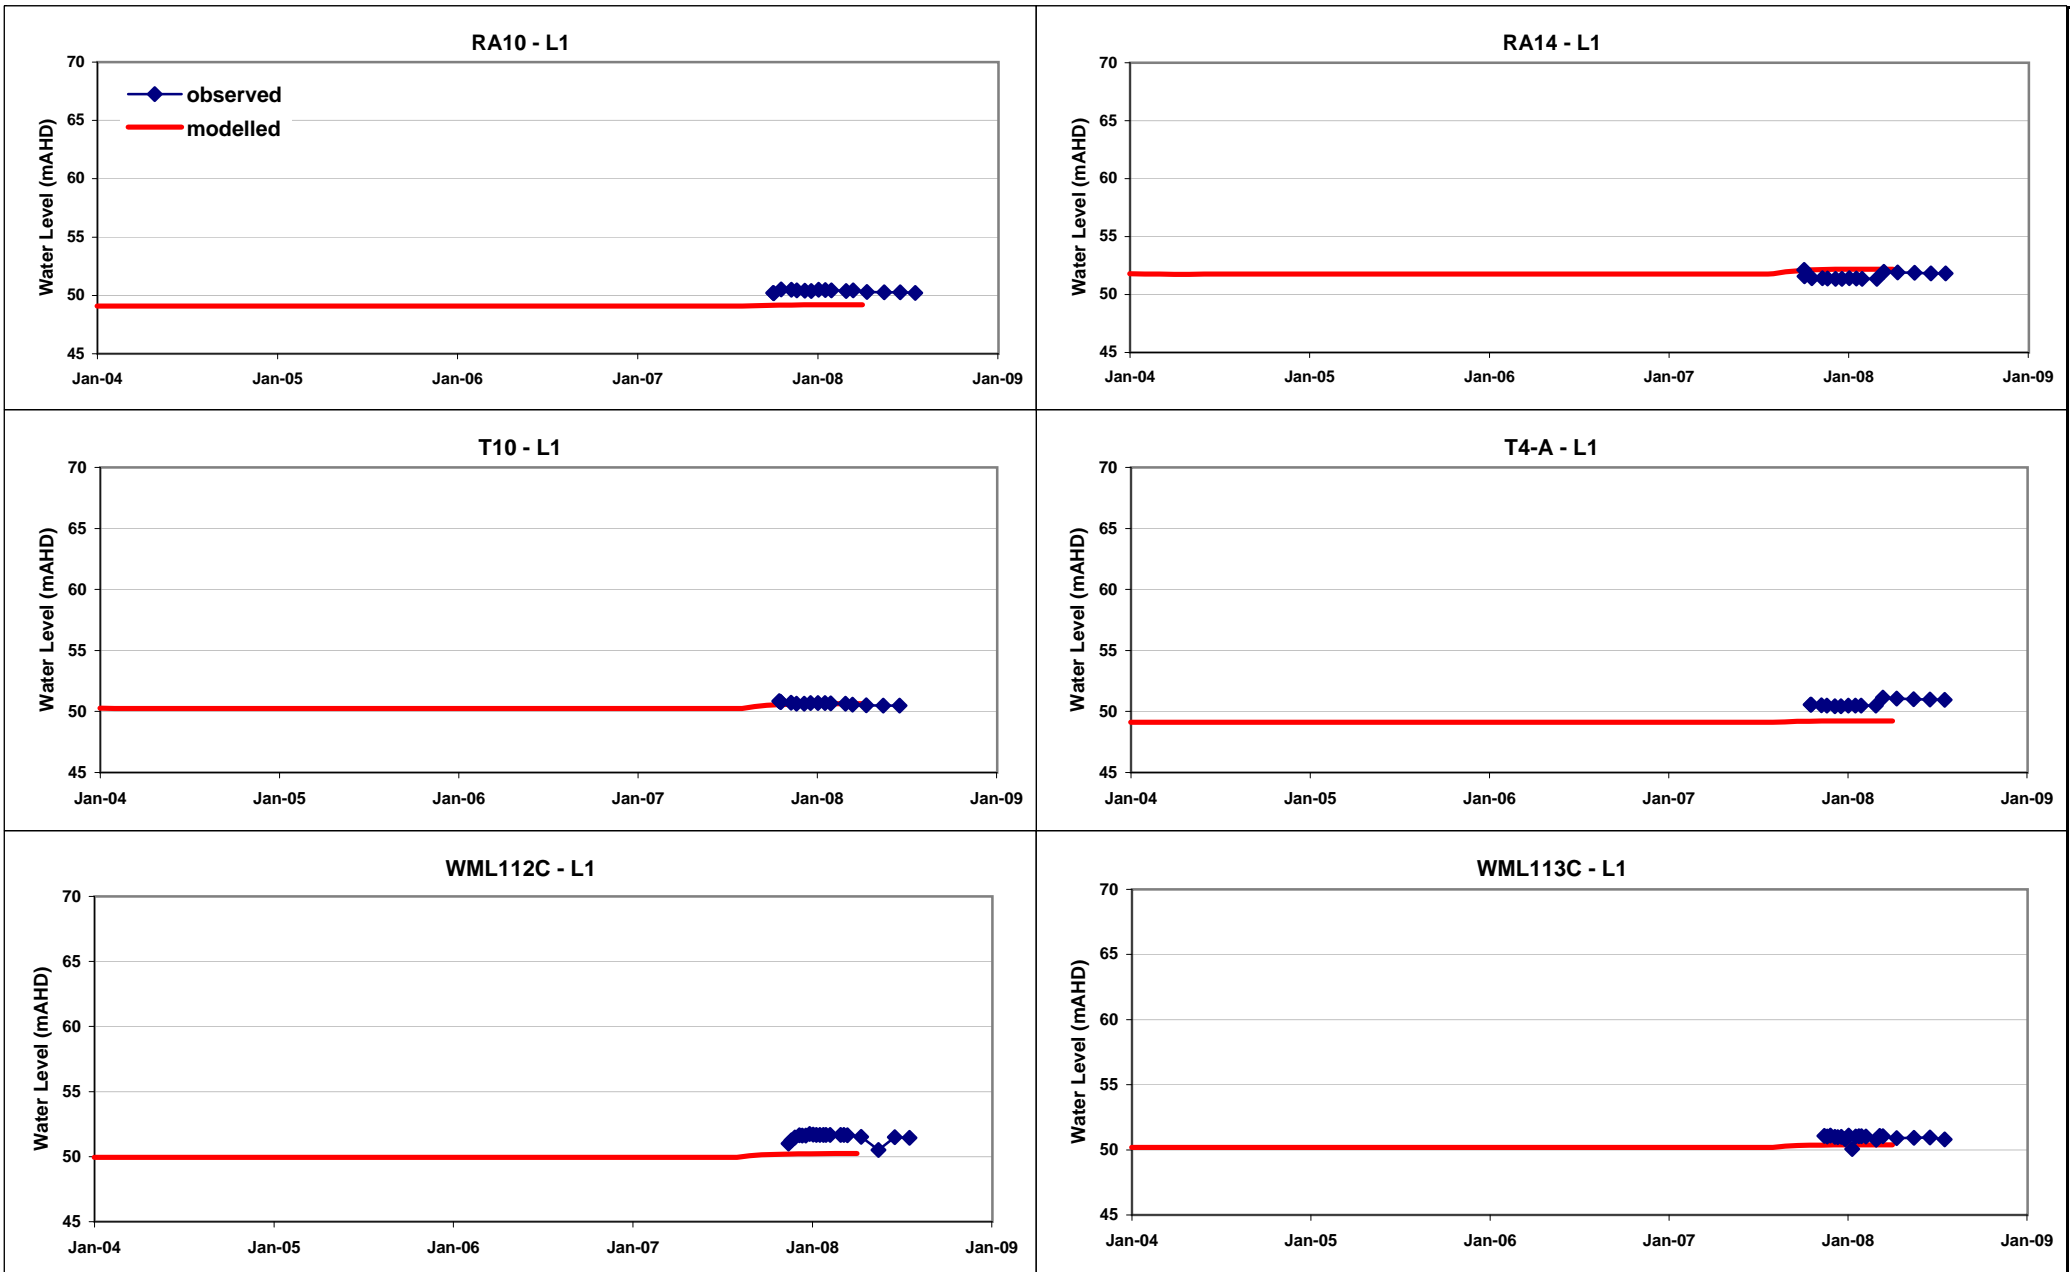 RA10 - L1
Water Level (mAHD)
70
65
60
55
50
45
observed
modelled
Jan-04 Jan-05 Jan-06 Jan-07 Jan-08 Jan-09
RA14 - L1
Water Level (mAHD)
70
65
60
55
50
45
Jan-04 Jan-05 Jan-06 Jan-07 Jan-08 Jan-09
T10 - L1
Water Level (mAHD)
70
65
60
55
50
45
Jan-04 Jan-05 Jan-06 Jan-07 Jan-08 Jan-09
T4-A - L1
Water Level (mAHD)
70
65
60
55
50
45
Jan-04 Jan-05 Jan-06 Jan-07 Jan-08 Jan-09
WML112C - L1
Water Level (mAHD)
70
65
60
55
50
45
Jan-04 Jan-05 Jan-06 Jan-07 Jan-08 Jan-09
WML113C - L1
Water Level (mAHD)
70
65
60
55
50
45
Jan-04 Jan-05 Jan-06 Jan-07 Jan-08 Jan-09